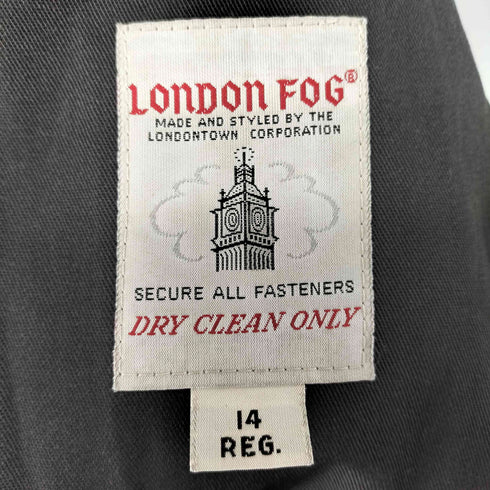 LONDON FOG®
MADE AND STYLED BY THE
LONDONTOWN CORPORATION
SECURE ALL FASTENERS
DRY CLEAN ONLY
14
REG.